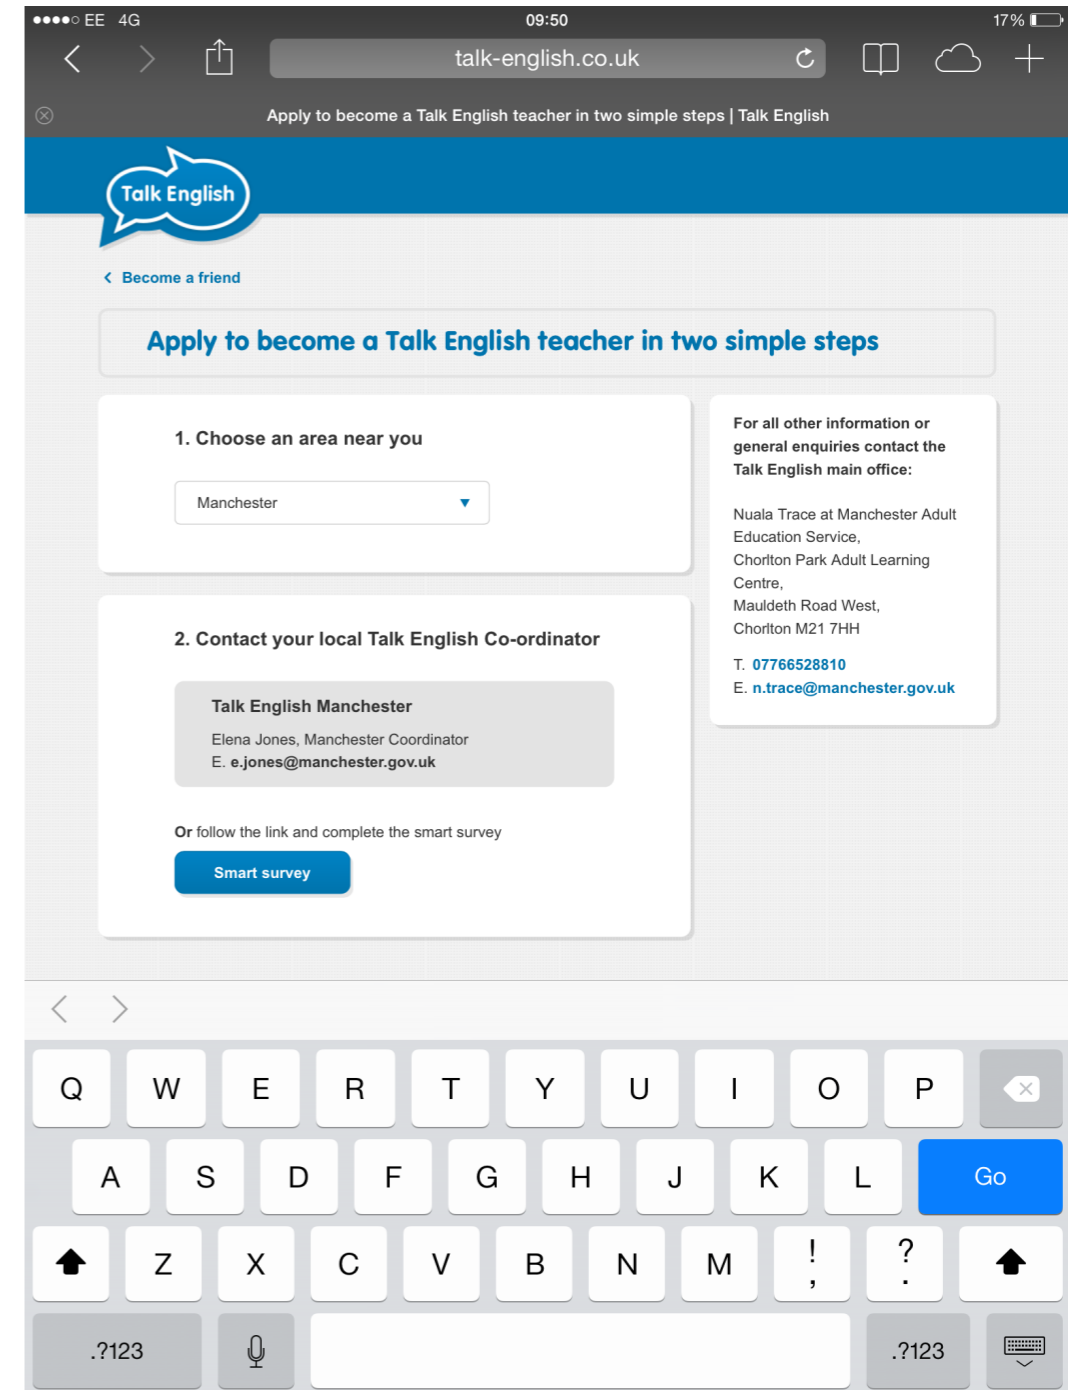 EE 4G 09:50 17%
talk-english.co.uk
Apply to become a Talk English teacher in two simple steps | Talk English
Talk English
Become a friend
Apply to become a Talk English teacher in two simple steps
1. Choose an area near you
Manchester
2. Contact your local Talk English Co-ordinator
Talk English Manchester
Elena Jones, Manchester Coordinator
E. e.jones@manchester.gov.uk
Or follow the link and complete the smart survey
Smart survey
For all other information or
general enquiries contact the
Talk English main office:
Nuala Trace at Manchester Adult
Education Service,
Chorlton Park Adult Learning
Centre,
Mauldeth Road West,
Chorlton M21 7HH
T. 07766528810
E. n.trace@manchester.gov.uk
Q W E R T Y U I O P
A S D F G H J K L Go
Z X C V B N M ! , ? .
.?123 .?123